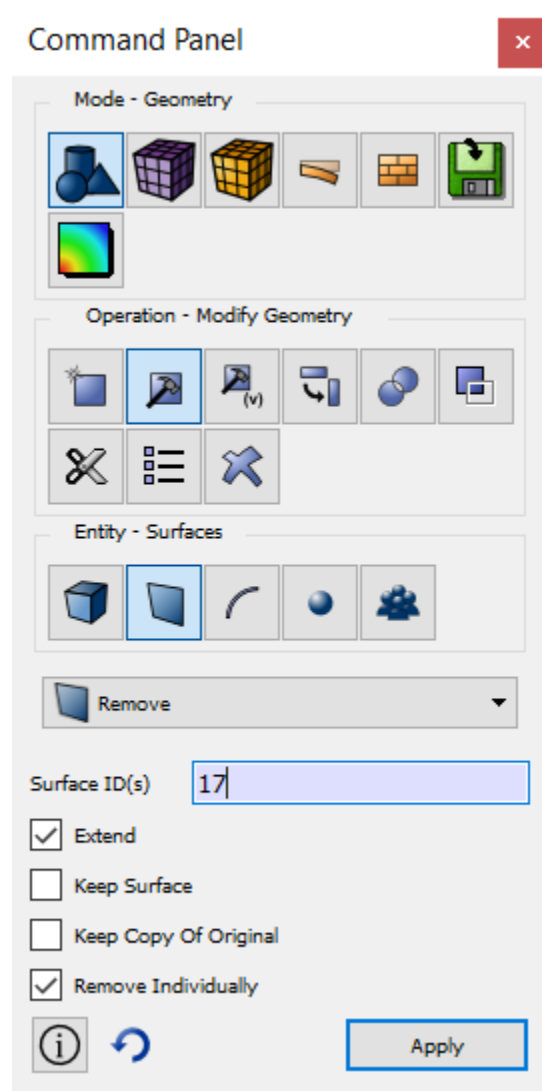 Command Panel
Mode - Geometry
Operation - Modify Geometry
(v)
Entity - Surfaces
Remove
Surface ID(s) 17
Extend
Keep Surface
Keep Copy Of Original
Remove Individually
Apply